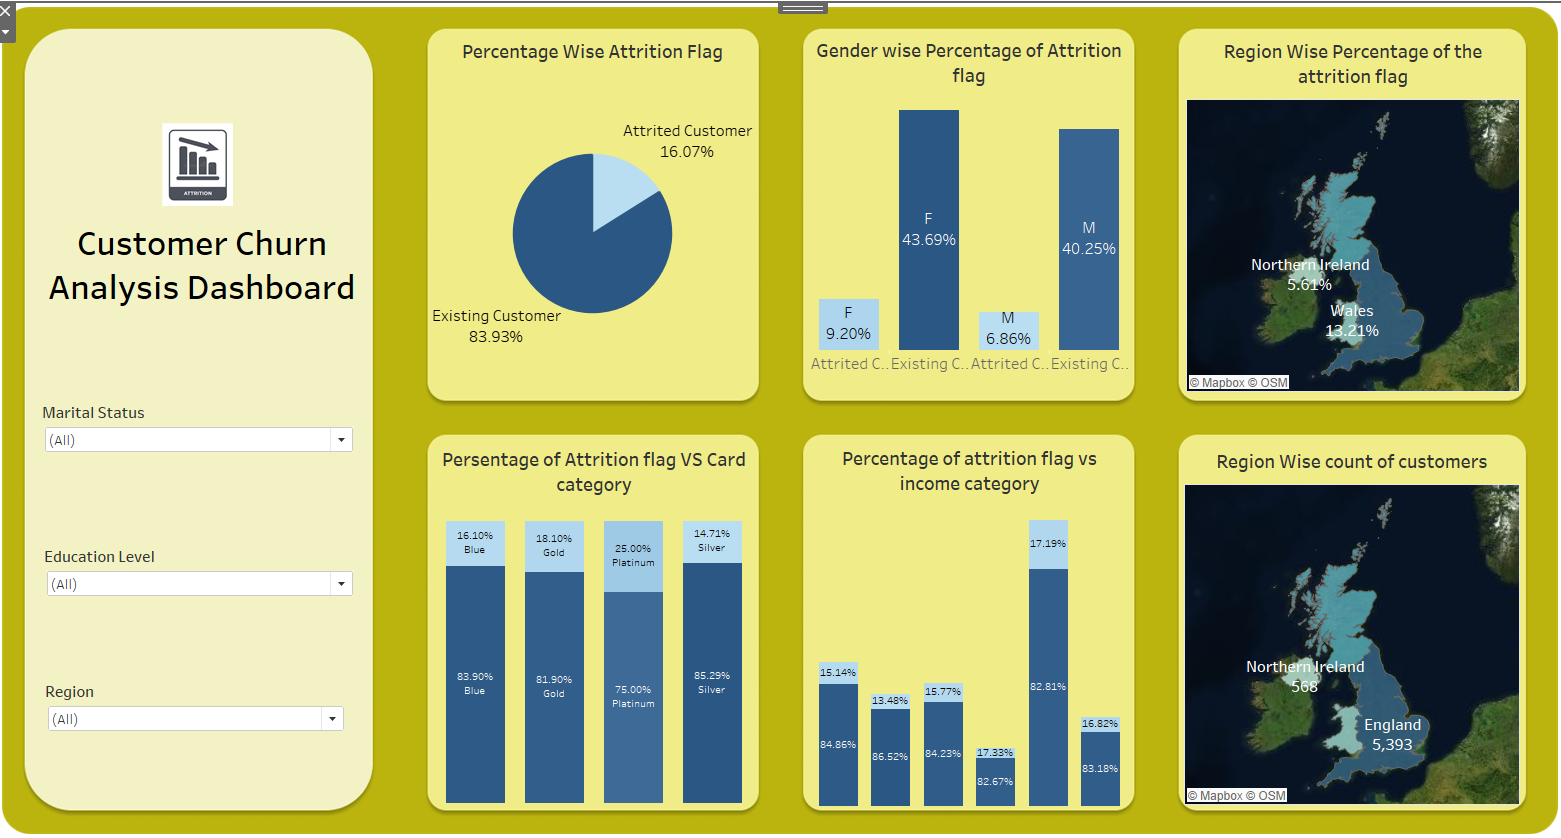 ATTRITION
Customer Churn
Analysis Dashboard
Marital Status
(All)
Education Level
(All)
Region
(All)
Percentage Wise Attrition Flag
Attrited Customer
16.07%
Existing Customer
83.93%
Gender wise Percentage of Attrition
flag
F
9.20%
F
43.69%
M
6.86%
M
40.25%
Attrited C.. Existing C.. Attrited C.. Existing C..
Region Wise Percentage of the
attrition flag
Northern Ireland
5.61%
Wales
13.21%
© Mapbox © OSM
Persentage of Attrition flag VS Card
category
16.10%
Blue
18.10%
Gold
25.00%
Platinum
14.71%
Silver
83.90%
Blue
81.90%
Gold
75.00%
Platinum
85.29%
Silver
Percentage of attrition flag vs
income category
15.14%
84.86%
13.48%
86.52%
15.77%
84.23%
17.33%
82.67%
17.19%
82.81%
16.82%
83.18%
Region Wise count of customers
Northern Ireland
568
England
5,393
© Mapbox © OSM